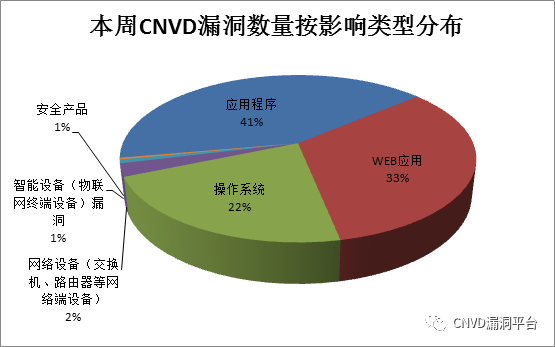 本周CNVD漏洞数量按影响类型分布
应用程序
41%
WEB应用
33%
操作系统
22%
安全产品
1%
智能设备（物联
网终端设备）漏
洞
1%
网络设备（交换
机、路由器等网
络端设备）
2%
CNVD漏洞平台